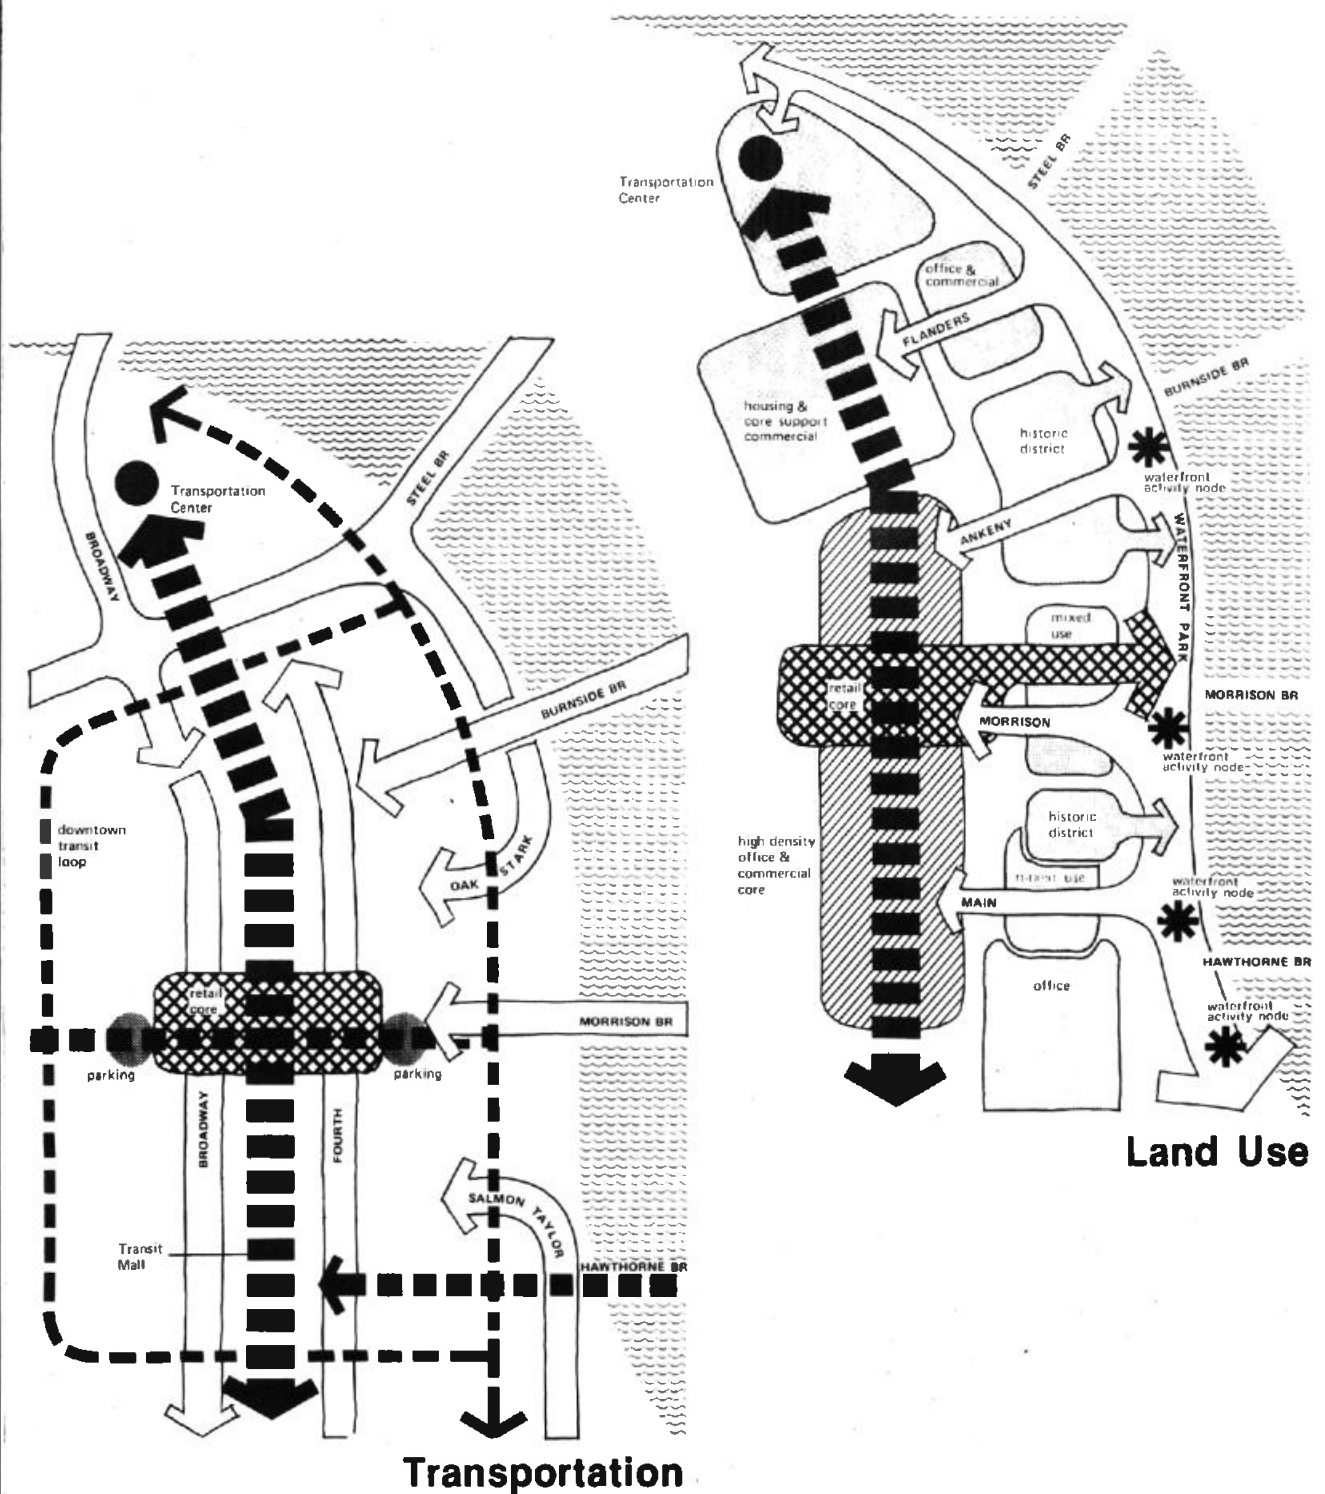 Transportation
Center
STEEL BR
BROADWAY
BURNSIDE BR
downtown
transit
loop
OAK
STARK
retail
core
MORRISON BR
parking
parking
BROADWAY
FOURTH
SALMON
TAYLOR
Transit
Mall
HAWTHORNE BR
Transportation
STEEL BR
Transportation
Center
office &
commercial
FLANDERS
BURNSIDE BR
housing &
core support
commercial
historic
district
waterfront
activity node
ANKENY
WATERFRONT PARK
mixed
use
retail
core
MORRISON BR
MORRISON
waterfront
activity node
historic
district
high density
office &
commercial
core
mixed use
waterfront
activity node
MAIN
HAWTHORNE BR
office
waterfront
activity node
Land Use